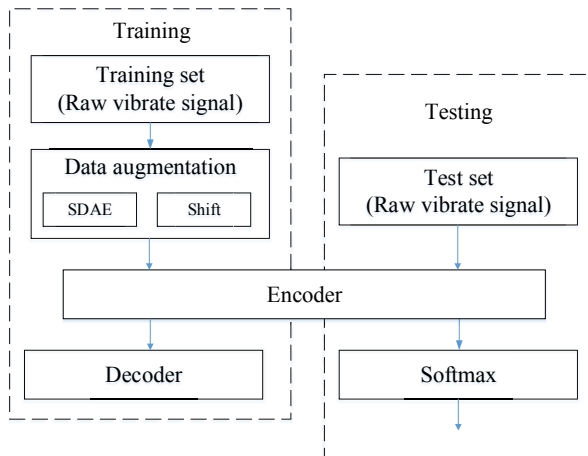 Training
Training set
(Raw vibrate signal)
Data augmentation
SDAE
Shift
Testing
Test set
(Raw vibrate signal)
Encoder
Decoder
Softmax